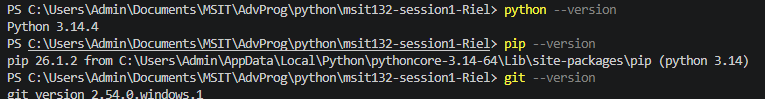 PS C:\Users\Admin\Documents\MSIT\AdvProg\python\msit132-session1-Riel> python --version
Python 3.14.4
PS C:\Users\Admin\Documents\MSIT\AdvProg\python\msit132-session1-Riel> pip --version
pip 26.1.2 from C:\Users\Admin\AppData\Local\Python\pythoncore-3.14-64\Lib\site-packages\pip (python 3.14)
PS C:\Users\Admin\Documents\MSIT\AdvProg\python\msit132-session1-Riel> git --version
git version 2.54.0.windows.1